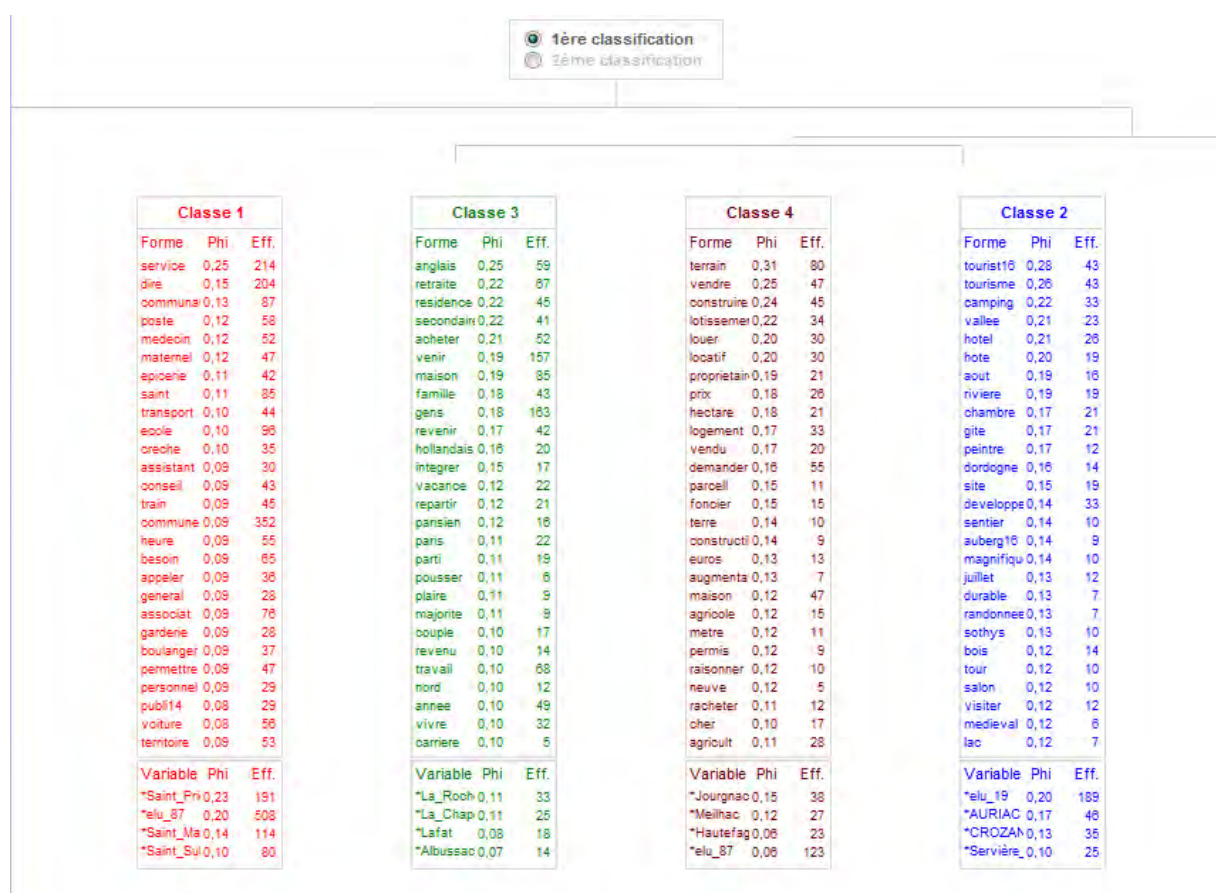 1ère classification
2ème classification
Classe 1
Forme Phi Eff.
service 0,25 214
dire 0,15 204
communa 0,13 87
poste 0,12 58
medecin 0,12 52
maternel 0,12 47
epicerie 0,11 42
saint 0,11 85
transport 0,10 44
ecole 0,10 96
creche 0,10 35
assistant 0,09 30
conseil 0,09 43
train 0,09 45
commune 0,09 352
heure 0,09 55
besoin 0,09 65
appeler 0,09 36
general 0,09 28
associat 0,09 76
garderie 0,09 28
boulanger 0,09 37
permettre 0,09 47
personnel 0,09 29
publi14 0,08 29
voiture 0,08 56
territoire 0,09 53
Variable Phi Eff.
*Saint_Pri 0,23 191
*elu_87 0,20 508
*Saint_Ma 0,14 114
*Saint_Sul 0,10 80
Classe 3
Forme Phi Eff.
anglais 0,25 59
retraite 0,22 67
residence 0,22 45
secondaire 0,22 41
acheter 0,21 52
venir 0,19 157
maison 0,19 85
famille 0,18 43
gens 0,18 163
revenir 0,17 42
hollandais 0,16 20
integrer 0,15 17
vacance 0,12 22
repartir 0,12 21
parisien 0,12 16
paris 0,11 22
parti 0,11 19
pousser 0,11 6
plaire 0,11 9
majorite 0,11 9
couple 0,10 17
revenu 0,10 14
travail 0,10 68
nord 0,10 12
annee 0,10 49
vivre 0,10 32
carriere 0,10 5
Variable Phi Eff.
*La_Roch 0,11 33
*La_Chap 0,11 25
*Lafat 0,08 18
*Albussac 0,07 14
Classe 4
Forme Phi Eff.
terrain 0,31 80
vendre 0,25 47
construire 0,24 45
lotissemer 0,22 34
louer 0,20 30
locatif 0,20 30
proprietair 0,19 21
prix 0,18 26
hectare 0,18 21
logement 0,17 33
vendu 0,17 20
demander 0,16 55
parcell 0,15 11
foncier 0,15 15
terre 0,14 10
constructi 0,14 9
euros 0,13 13
augmenta 0,13 7
maison 0,12 47
agricole 0,12 15
metre 0,12 11
permis 0,12 9
raisonner 0,12 10
neuve 0,12 5
racheter 0,11 12
cher 0,10 17
agricult 0,11 28
Variable Phi Eff.
*Jourgnac 0,15 38
*Meilhac 0,12 27
*Hautefag 0,06 23
*elu_87 0,06 123
Classe 2
Forme Phi Eff.
tourist16 0,28 43
tourisme 0,26 43
camping 0,22 33
vallee 0,21 23
hotel 0,21 26
hote 0,20 19
aout 0,19 16
riviere 0,19 19
chambre 0,17 21
gite 0,17 21
peintre 0,17 12
dordogne 0,16 14
site 0,15 19
developpe 0,14 33
sentier 0,14 10
auberg16 0,14 9
magnifiqu 0,14 10
juillet 0,13 12
durable 0,13 7
randonnee 0,13 7
sothys 0,13 10
bois 0,12 14
tour 0,12 10
salon 0,12 10
visiter 0,12 12
medieval 0,12 6
lac 0,12 7
Variable Phi Eff.
*elu_19 0,20 189
*AURIAC 0,17 46
*CROZAN 0,13 35
*Servière_ 0,10 25